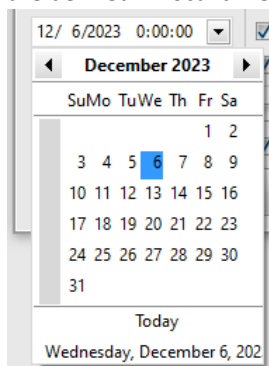 12/ 6/2023 0:00:00
December 2023
SuMo TuWe Th Fr Sa
1 2
3 4 5 6 7 8 9
10 11 12 13 14 15 16
17 18 19 20 21 22 23
24 25 26 27 28 29 30
31
Today
Wednesday, December 6, 202